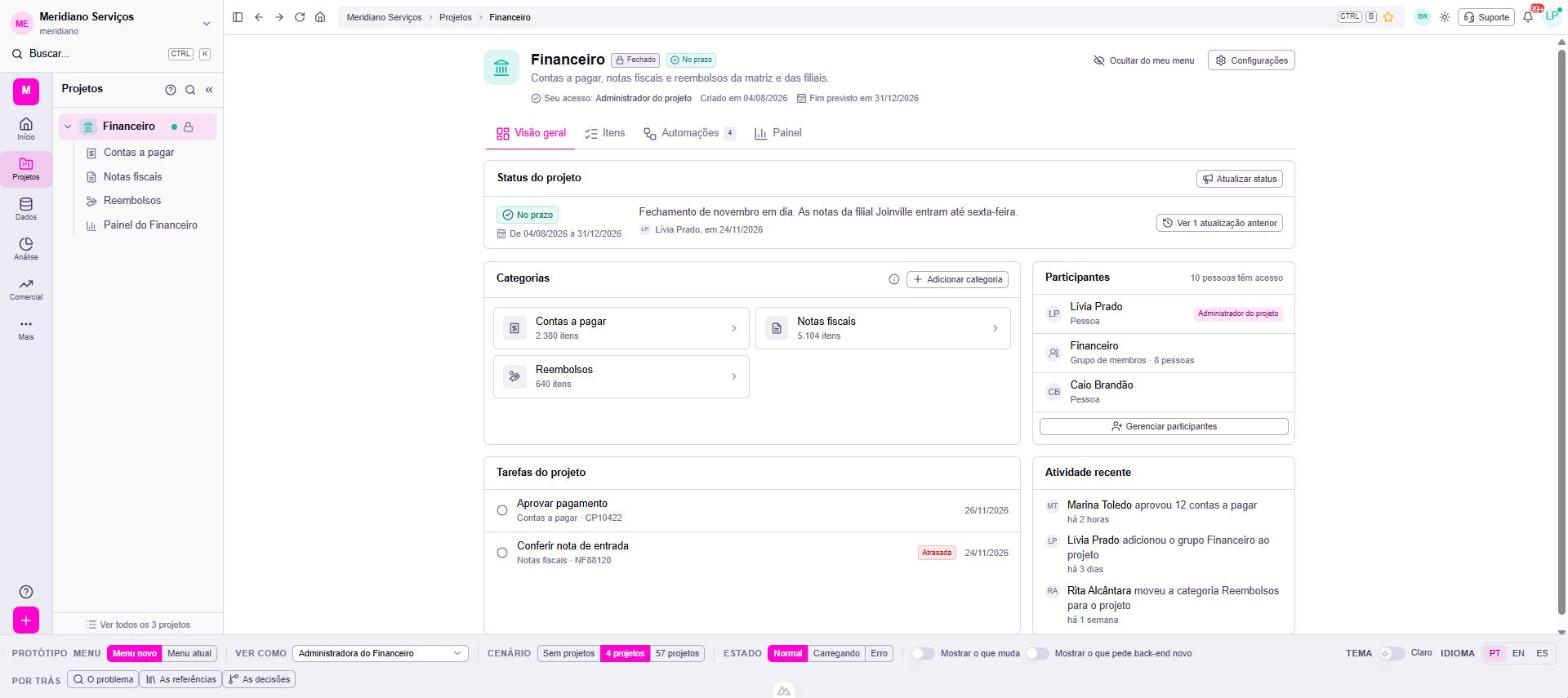 ME
Meridiano Serviços
meridiano
Buscar...
CTRL K
Meridiano Serviços > Projetos > Financeiro
CTRL B
BR
Suporte
99+
LP
M
Início
Projetos
Dados
Análise
Comercial
Mais
Projetos
Financeiro
Contas a pagar
Notas fiscais
Reembolsos
Painel do Financeiro
Ver todos os 3 projetos
Financeiro
Fechado
No prazo
Contas a pagar, notas fiscais e reembolsos da matriz e das filiais.
Seu acesso: Administrador do projeto
Criado em 04/08/2026
Fim previsto em 31/12/2026
Ocultar do meu menu
Configurações
Visão geral
Itens
Automações 4
Painel
Status do projeto
Atualizar status
No prazo
De 04/08/2026 a 31/12/2026
Fechamento de novembro em dia. As notas da filial Joinville entram até sexta-feira.
LP Lívia Prado, em 24/11/2026
Ver 1 atualização anterior
Categorias
Adicionar categoria
Contas a pagar
2.380 itens
Notas fiscais
5.104 itens
Reembolsos
640 itens
Participantes
10 pessoas têm acesso
LP
Lívia Prado
Pessoa
Administrador do projeto
Financeiro
Grupo de membros · 8 pessoas
CB
Caio Brandão
Pessoa
Gerenciar participantes
Tarefas do projeto
Aprovar pagamento
Contas a pagar · CP10422
26/11/2026
Conferir nota de entrada
Notas fiscais · NF88120
Atrasada
24/11/2026
Atividade recente
MT
Marina Toledo aprovou 12 contas a pagar
há 2 horas
LP
Lívia Prado adicionou o grupo Financeiro ao
projeto
há 3 dias
RA
Rita Alcântara moveu a categoria Reembolsos
para o projeto
há 1 semana
PROTÓTIPO MENU Menu novo Menu atual
VER COMO Administradora do Financeiro
CENÁRIO Sem projetos 4 projetos 57 projetos
ESTADO Normal Carregando Erro
Mostrar o que muda
Mostrar o que pede back-end novo
TEMA Claro
IDIOMA PT EN ES
POR TRÁS O problema As referências As decisões